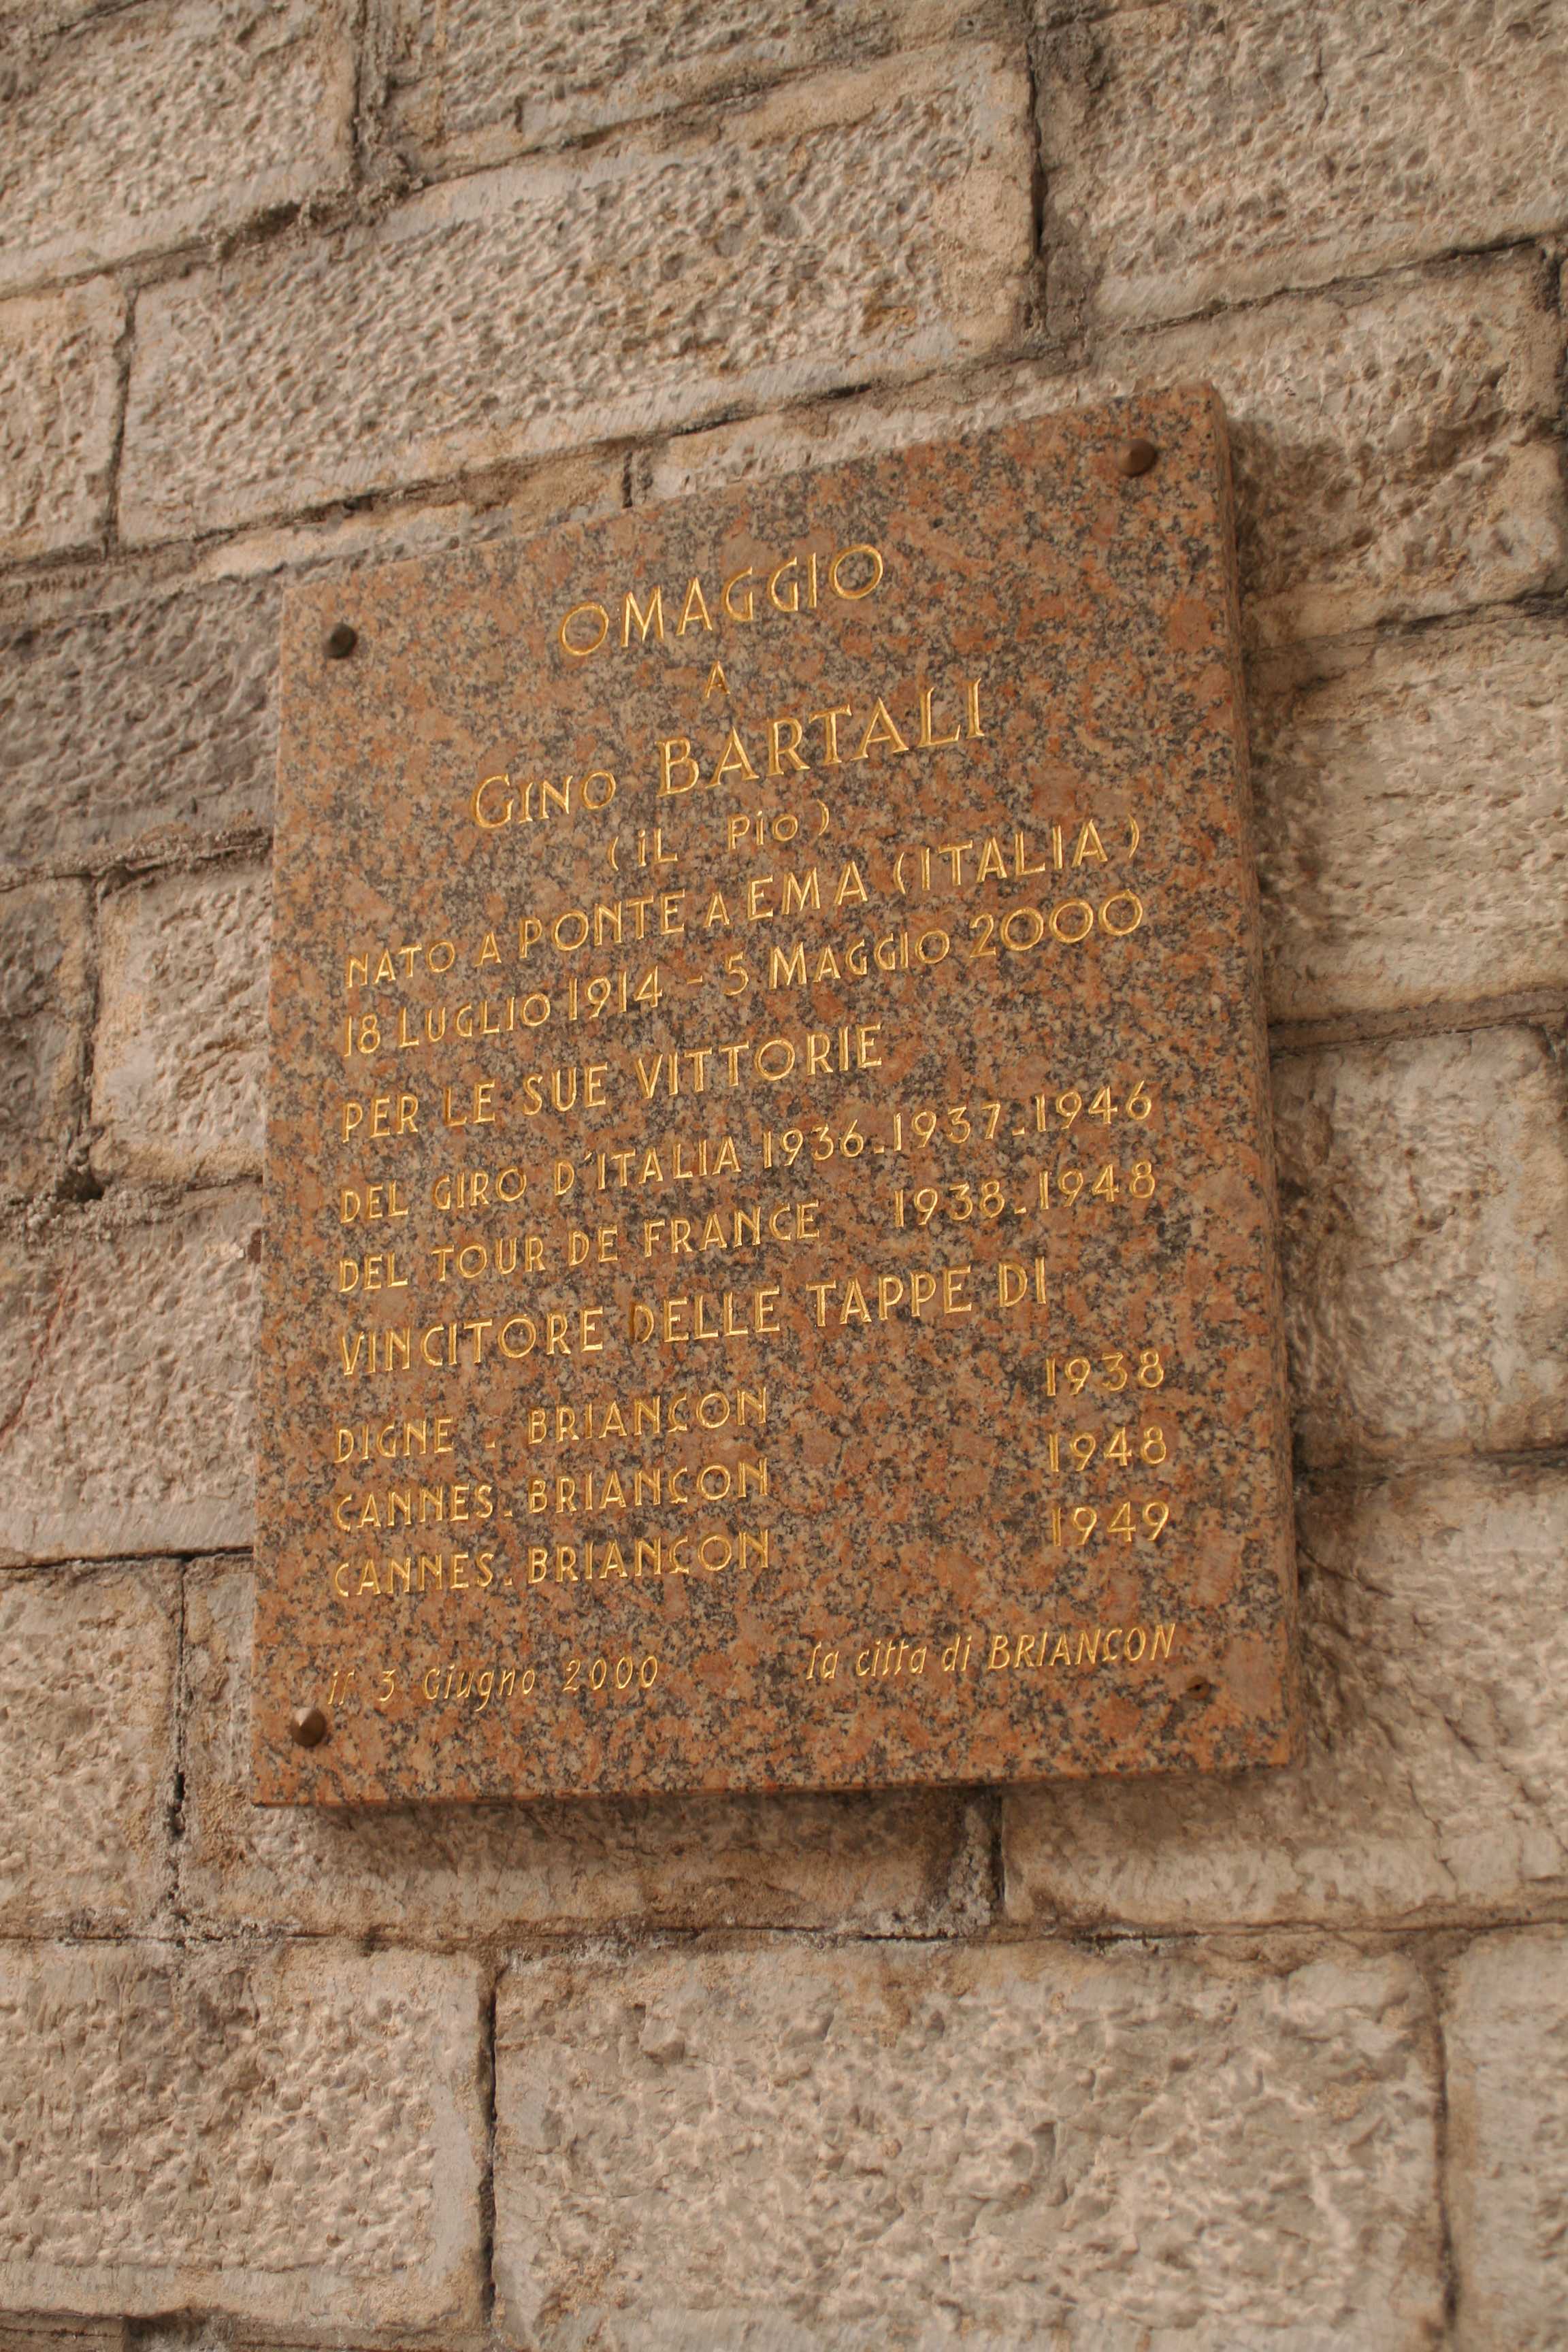 OMAGGIO
A
GINO BARTALI
(iL Pio)
NATO A PONTE A EMA (ITALIA)
18 LUGLIO 1914 - 5 MAGGIO 2000
PER LE SUE VITTORIE
DEL GIRO D'ITALIA 1936-1937-1946
DEL TOUR DE FRANCE 1938-1948
VINCITORE DELLE TAPPE DI
DIGNE - BRIANÇON 1938
CANNES - BRIANÇON 1948
CANNES - BRIANÇON 1949
il 3 Giugno 2000 la citta di BRIANCON